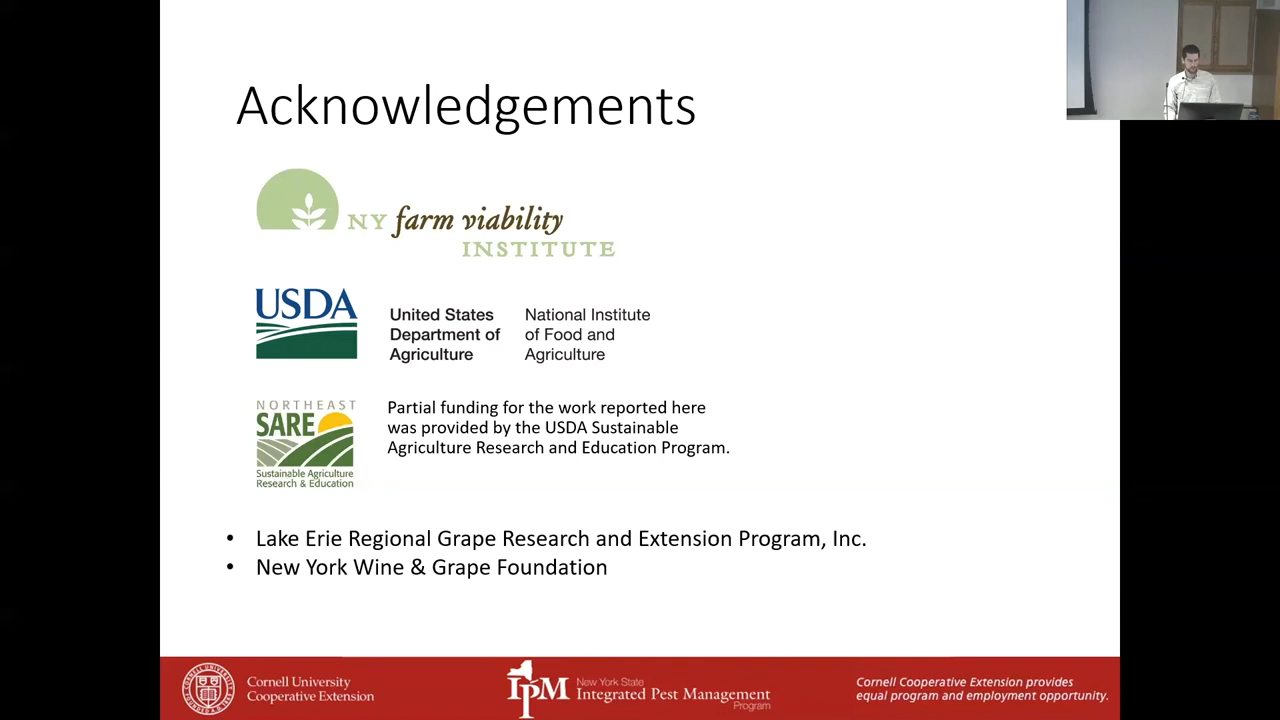 Acknowledgements
NY farm viability
INSTITUTE
USDA
United States
Department of
Agriculture
National Institute
of Food and
Agriculture
NORTHEAST
SARE
Sustainable Agriculture
Research & Education
Partial funding for the work reported here
was provided by the USDA Sustainable
Agriculture Research and Education Program.
• Lake Erie Regional Grape Research and Extension Program, Inc.
• New York Wine & Grape Foundation
Cornell University
Cooperative Extension
IPM
New York State
Integrated Pest Management
Program
Cornell Cooperative Extension provides
equal program and employment opportunity.